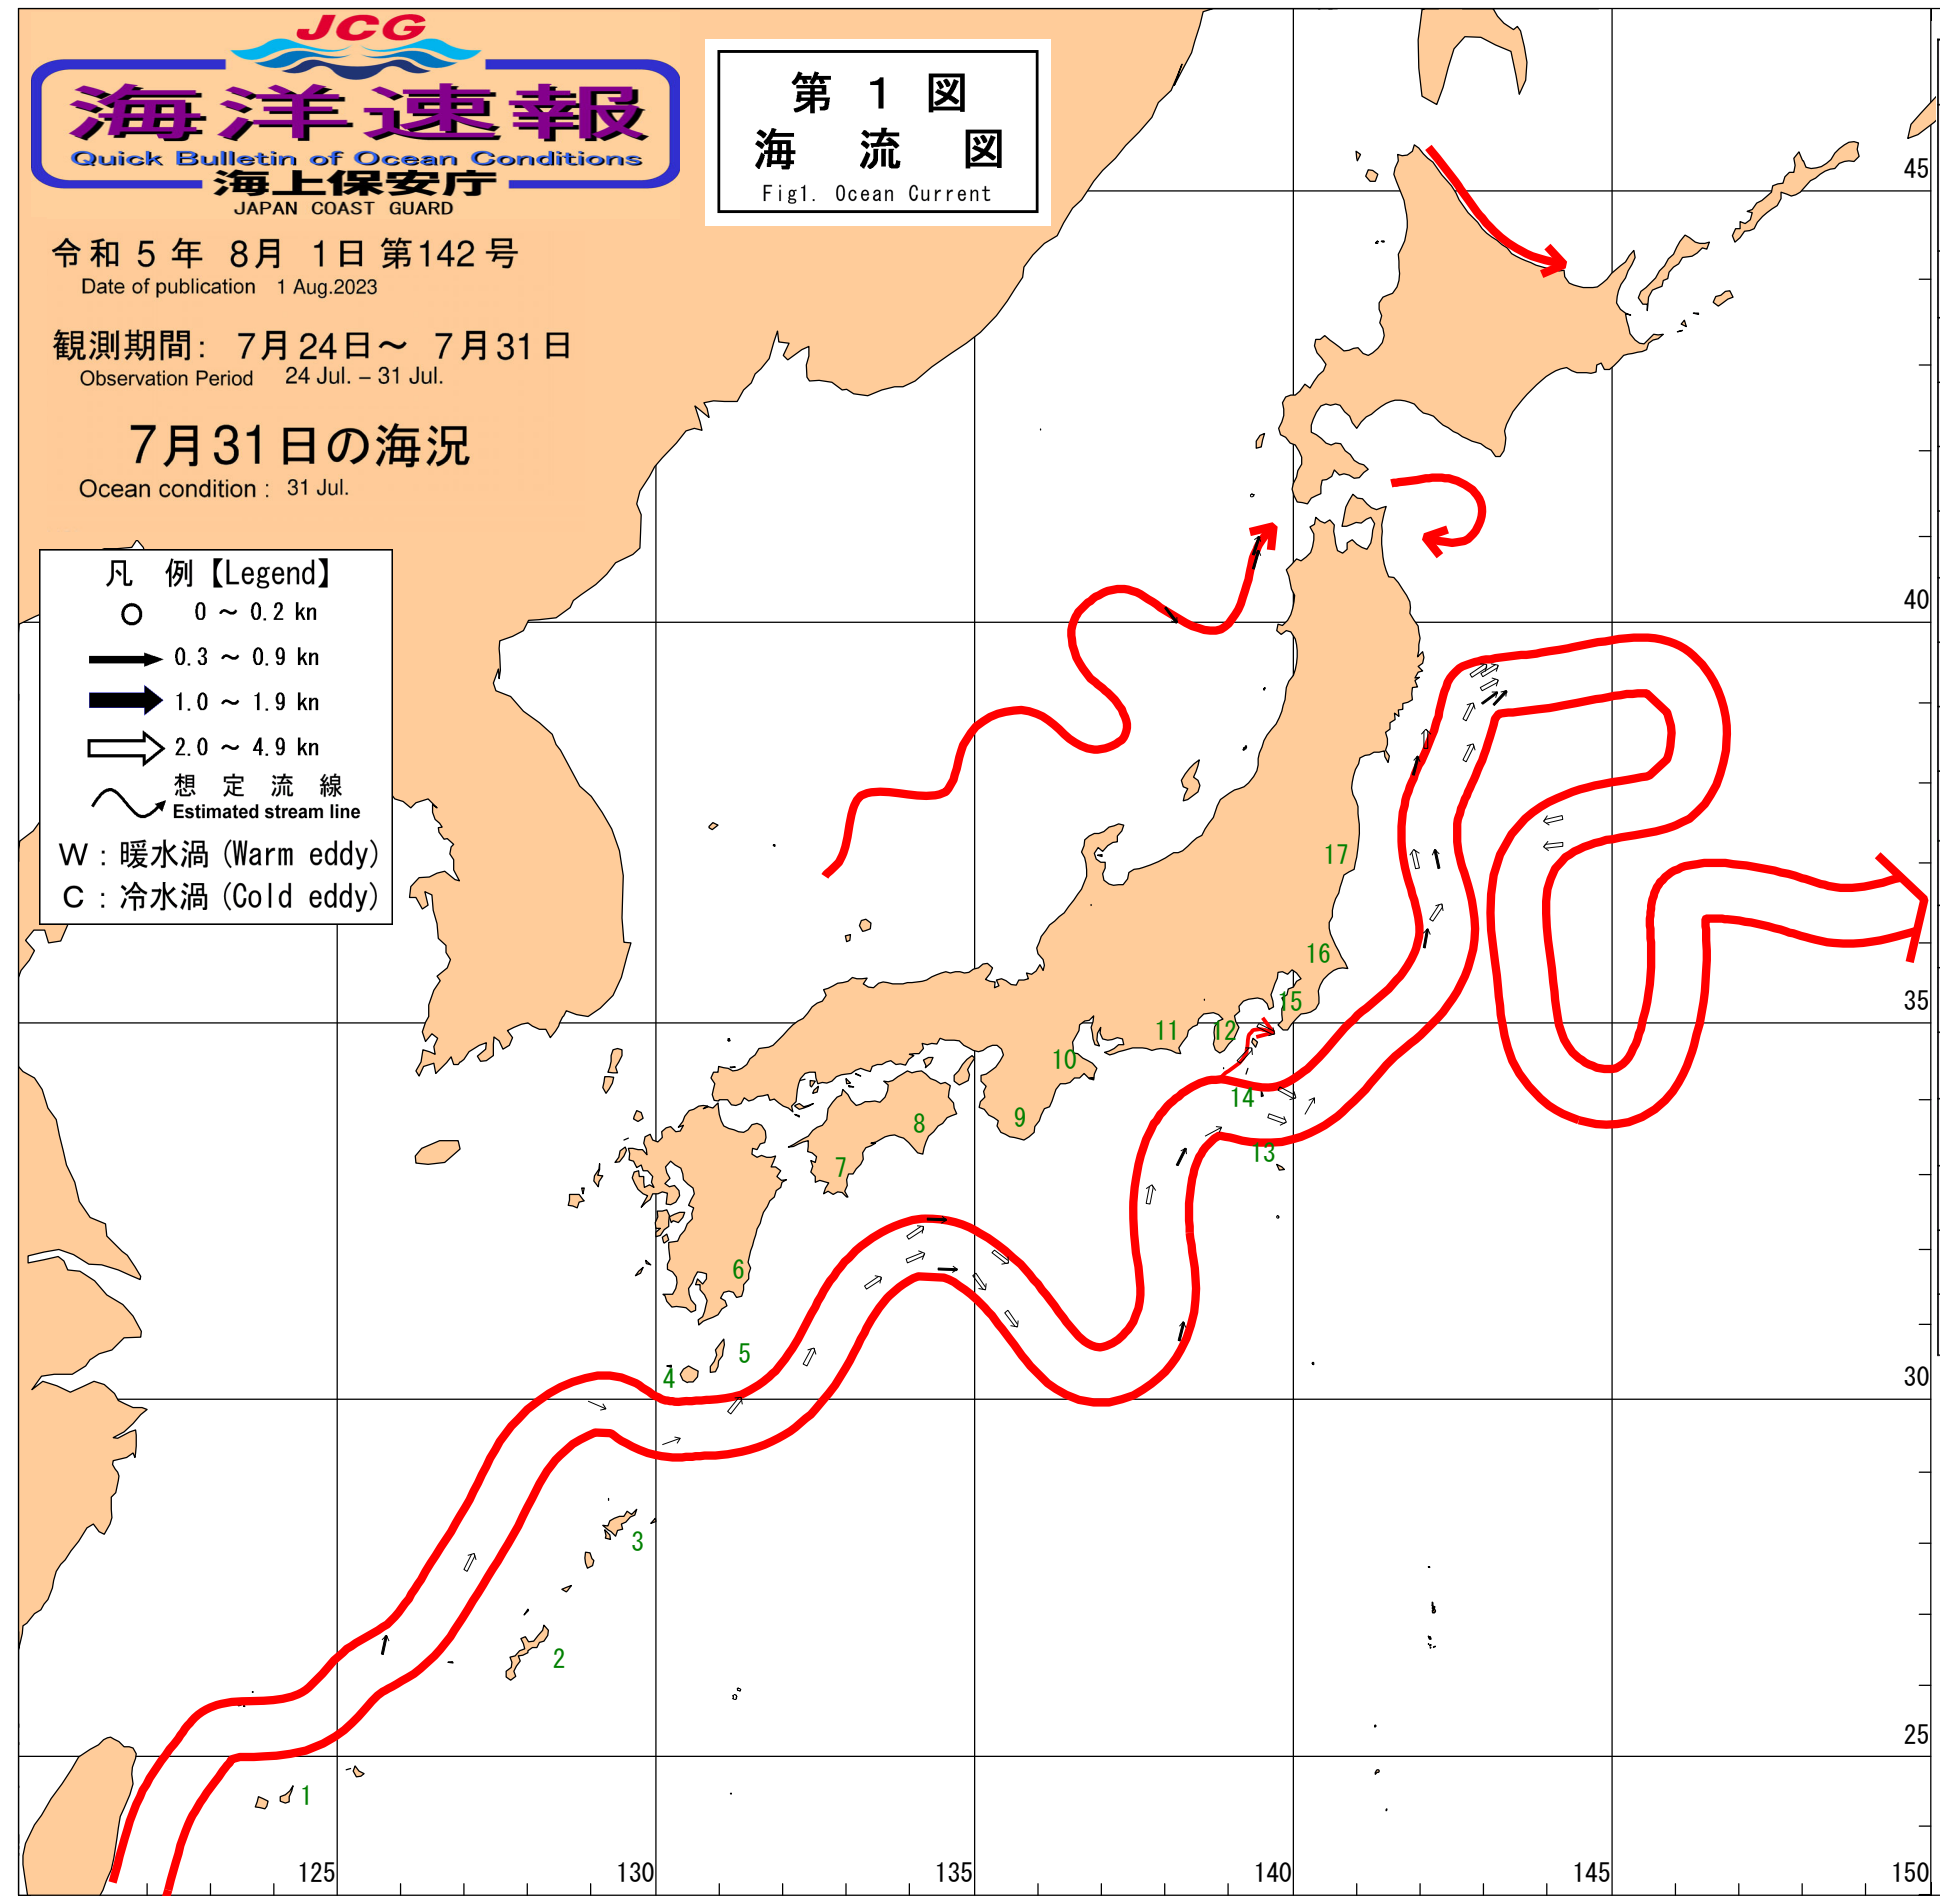 JCG
海洋速報
Quick Bulletin of Ocean Conditions
海上保安庁
JAPAN COAST GUARD
令和 5 年 8月 1日 第142号
Date of publication 1 Aug.2023
観測期間: 7月24日～ 7月31日
Observation Period 24 Jul. – 31 Jul.
7月31日の海況
Ocean condition : 31 Jul.
第 1 図
海 流 図
Fig1. Ocean Current
凡 例【Legend】
0 ～ 0.2 kn
0.3 ～ 0.9 kn
1.0 ～ 1.9 kn
2.0 ～ 4.9 kn
想 定 流 線
Estimated stream line
W : 暖水渦 (Warm eddy)
C : 冷水渦 (Cold eddy)
45
40
17
16
35
15
12
11
10
14
9
8
13
7
6
5
4
30
3
2
25
1
125
130
135
140
145
150